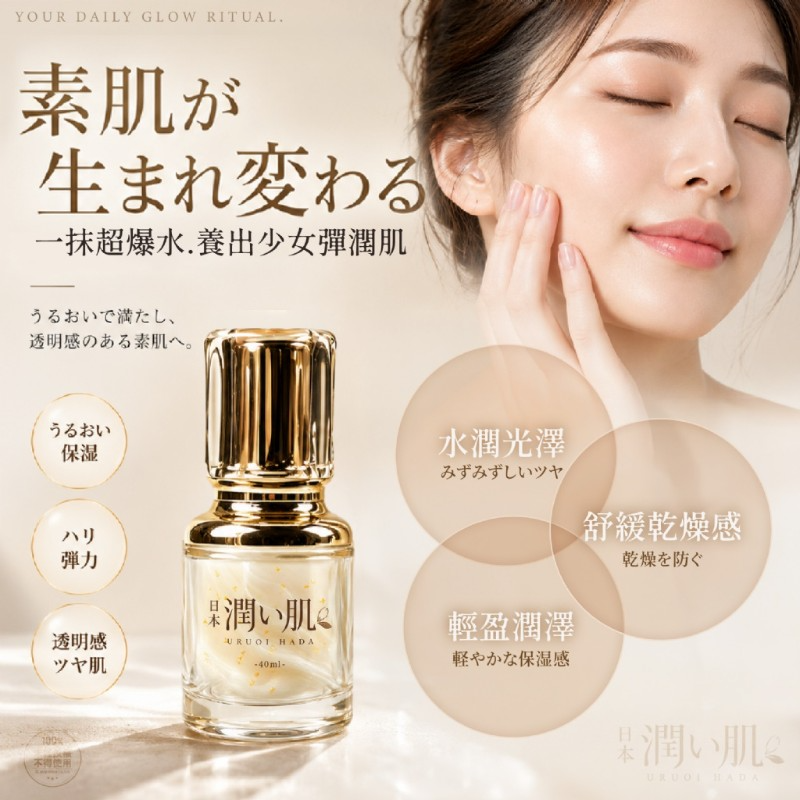 YOUR DAILY GLOW RITUAL.
素肌が
生まれ変わる
一抹超爆水.養出少女彈潤肌
うるおいで満たし、
透明感のある素肌へ。
うるおい
保湿
ハリ
弾力
透明感
ツヤ肌
水潤光澤
みずみずしいツヤ
舒緩乾燥感
乾燥を防ぐ
輕盈潤澤
軽やかな保湿感
日本 潤い肌
URUOI HADA
-40ml-
100%
不得使用
日本 潤い肌
URUOI HADA